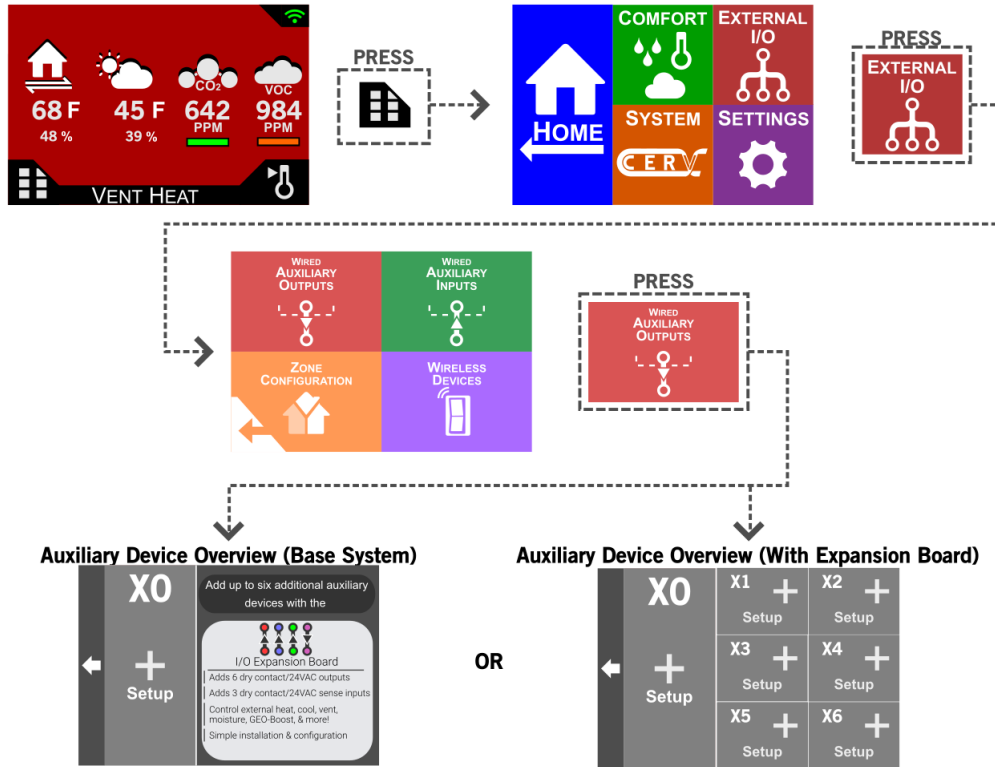 68 F
48 %
45 F
39 %
CO2
642
PPM
VOC
984
PPM
VENT HEAT
PRESS
HOME
COMFORT
EXTERNAL
I/O
SYSTEM
CERV
SETTINGS
PRESS
EXTERNAL
I/O
WIRED
AUXILIARY
OUTPUTS
WIRED
AUXILIARY
INPUTS
ZONE
CONFIGURATION
WIRELESS
DEVICES
PRESS
WIRED
AUXILIARY
OUTPUTS
Auxiliary Device Overview (Base System)
X0
Setup
Add up to six additional auxiliary
devices with the
I/O Expansion Board
Adds 6 dry contact/24VAC outputs
Adds 3 dry contact/24VAC sense inputs
Control external heat, cool, vent,
moisture, GEO-Boost, & more!
Simple installation & configuration
OR
Auxiliary Device Overview (With Expansion Board)
X0
Setup
X1
Setup
X2
Setup
X3
Setup
X4
Setup
X5
Setup
X6
Setup